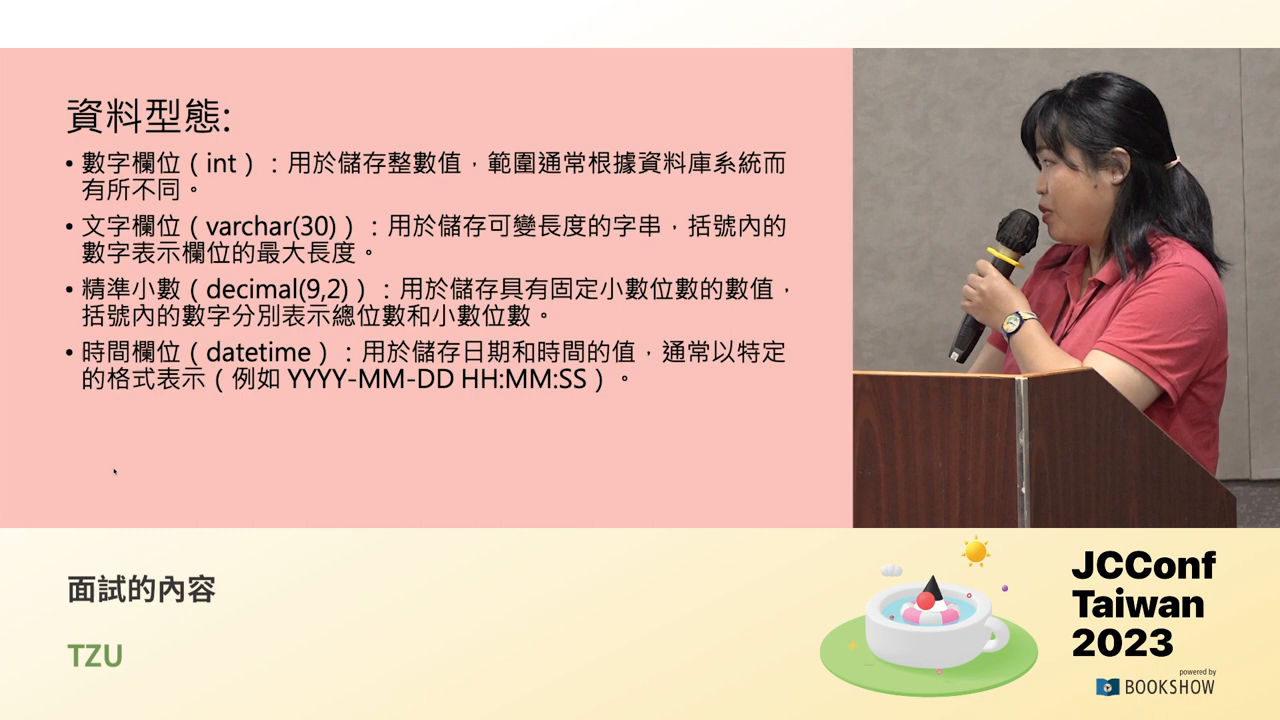 資料型態:
• 數字欄位（int）：用於儲存整數值，範圍通常根據資料庫系統而
有所不同。
• 文字欄位（varchar(30)）：用於儲存可變長度的字串，括號內的
數字表示欄位的最大長度。
• 精準小數（decimal(9,2)）：用於儲存具有固定小數位數的數值，
括號內的數字分別表示總位數和小數位數。
• 時間欄位（datetime）：用於儲存日期和時間的值，通常以特定
的格式表示（例如 YYYY-MM-DD HH:MM:SS）。
面試的內容
TZU
JCConf
Taiwan
2023
powered by
BOOKSHOW